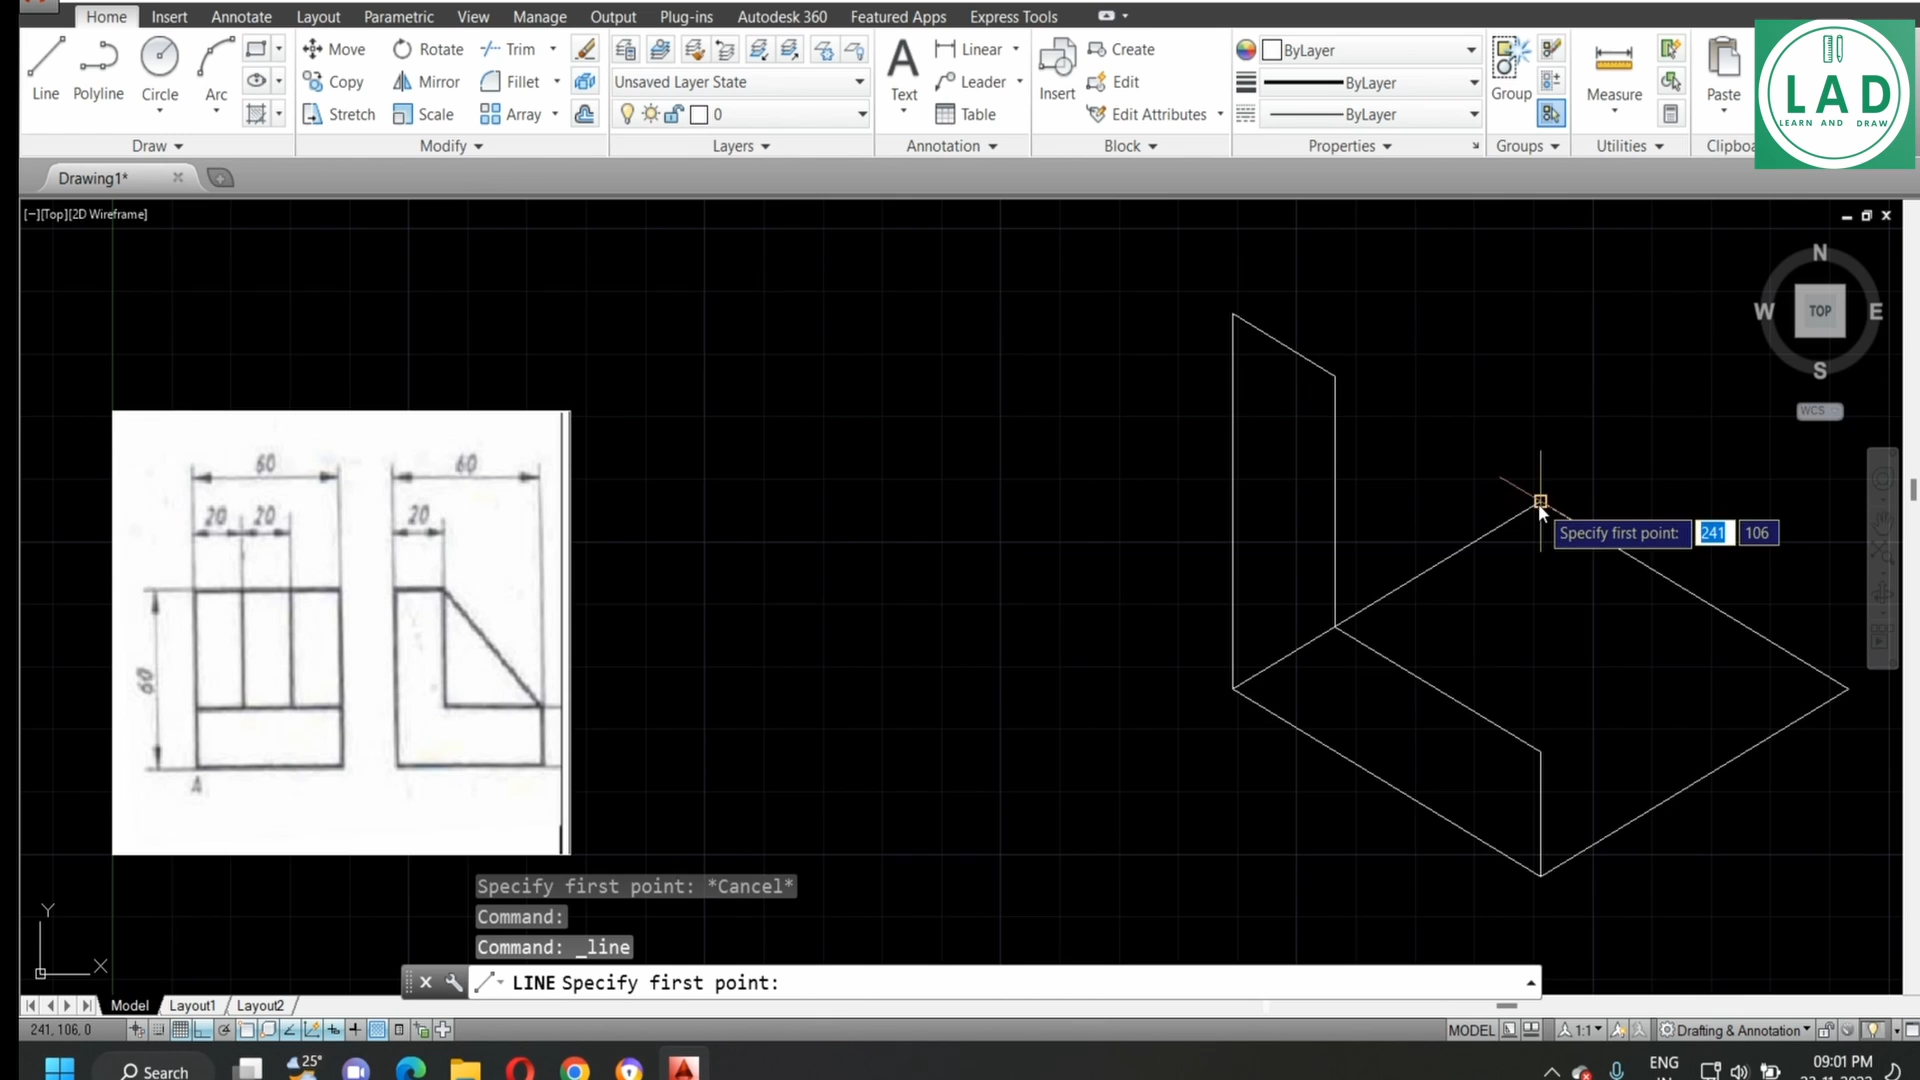 Home Insert Annotate Layout Parametric View Manage Output Plug-ins Autodesk 360 Featured Apps Express Tools
Line Polyline Circle Arc
Move Rotate Trim
Copy Mirror Fillet
Stretch Scale Array
Unsaved Layer State
0
Text
Linear
Leader
Table
Insert
Create
Edit
Edit Attributes
ByLayer
ByLayer
ByLayer
Group
Measure
Paste
Draw Modify Layers Annotation Block Properties Groups Utilities Clipbo
LAD
LEARN AND DRAW
Drawing1*
[−][Top][2D Wireframe]
N
W TOP E
S
WCS
60 60
20 20 20
60
A
Specify first point: 241 106
Specify first point: *Cancel*
Command:
Command: _line
LINE Specify first point:
Y
X
Model Layout1 Layout2
241, 106, 0
MODEL 1:1 Drafting & Annotation
25°
Search
ENG
IN
09:01 PM